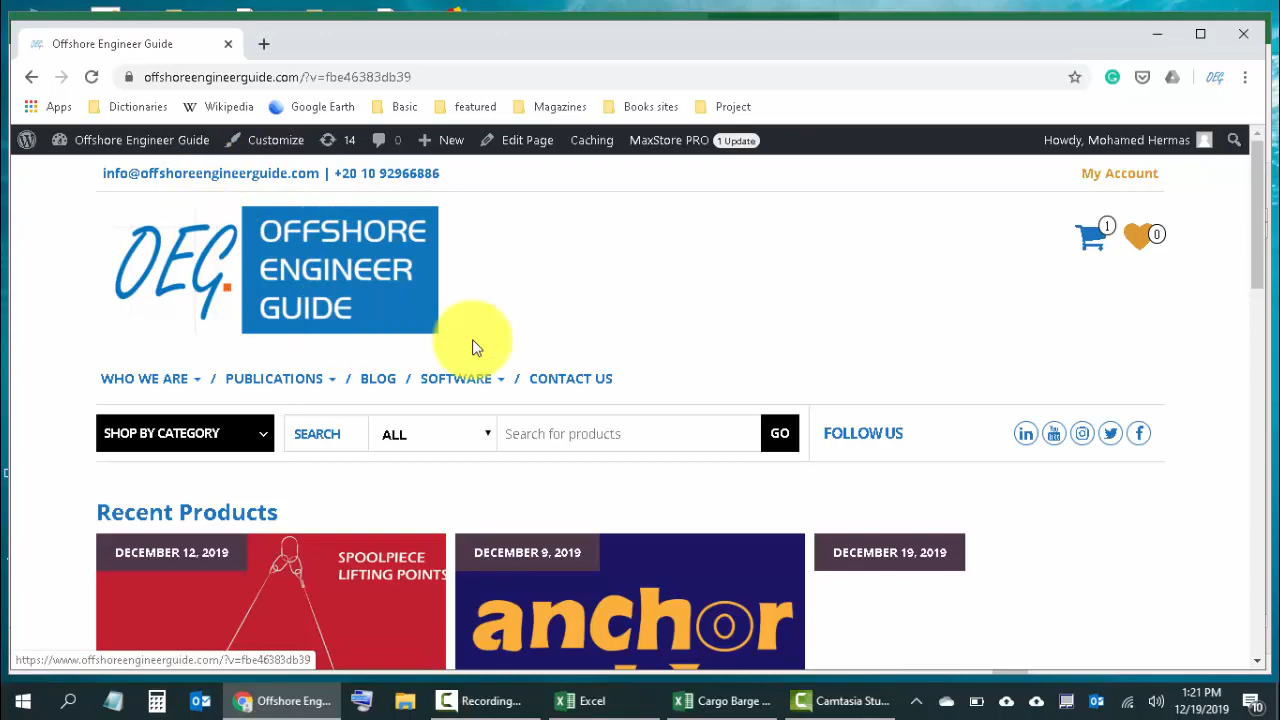 Offshore Engineer Guide
offshoreengineerguide.com/?v=fbe46383db39
Apps Dictionaries Wikipedia Google Earth Basic featured Magazines Books sites Project
Offshore Engineer Guide Customize 14 0 New Edit Page Caching MaxStore PRO 1 Update Howdy, Mohamed Hermas
info@offshoreengineerguide.com | +20 10 92966886 My Account
OEG. OFFSHORE
ENGINEER
GUIDE
1 0
WHO WE ARE / PUBLICATIONS / BLOG / SOFTWARE / CONTACT US
SHOP BY CATEGORY SEARCH ALL Search for products GO FOLLOW US
Recent Products
DECEMBER 12, 2019 DECEMBER 9, 2019 DECEMBER 19, 2019
SPOOLPIECE
LIFTING POINTS
anchor
https://www.offshoreengineerguide.com/?v=fbe46383db39
Offshore Eng... Recording... Excel Cargo Barge ... Camtasia Stu... 1:21 PM
12/19/2019 10